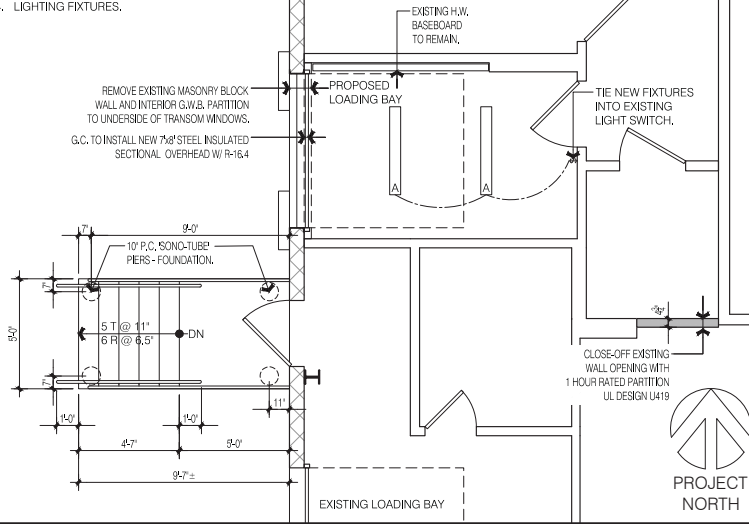 . LIGHTING FIXTURES.
EXISTING H.W.
BASEBOARD
TO REMAIN.
REMOVE EXISTING MASONRY BLOCK
WALL AND INTERIOR G.W.B. PARTITION
TO UNDERSIDE OF TRANSOM WINDOWS.
PROPOSED
LOADING BAY
TIE NEW FIXTURES
INTO EXISTING
LIGHT SWITCH.
G.C. TO INSTALL NEW 7'x8' STEEL INSULATED
SECTIONAL OVERHEAD W/ R-16.4
A
A
7"
9'-0"
10" P.C. "SONO-TUBE"
PIERS - FOUNDATION.
7"
5'-0"
5 T @ 11"
6 R @ 6.5"
DN
7"
CLOSE-OFF EXISTING
WALL OPENING WITH
1 HOUR RATED PARTITION
UL DESIGN U419
11"
1'-0"
1'-0"
4'-7"
5'-0"
9'-7" ±
EXISTING LOADING BAY
PROJECT
NORTH